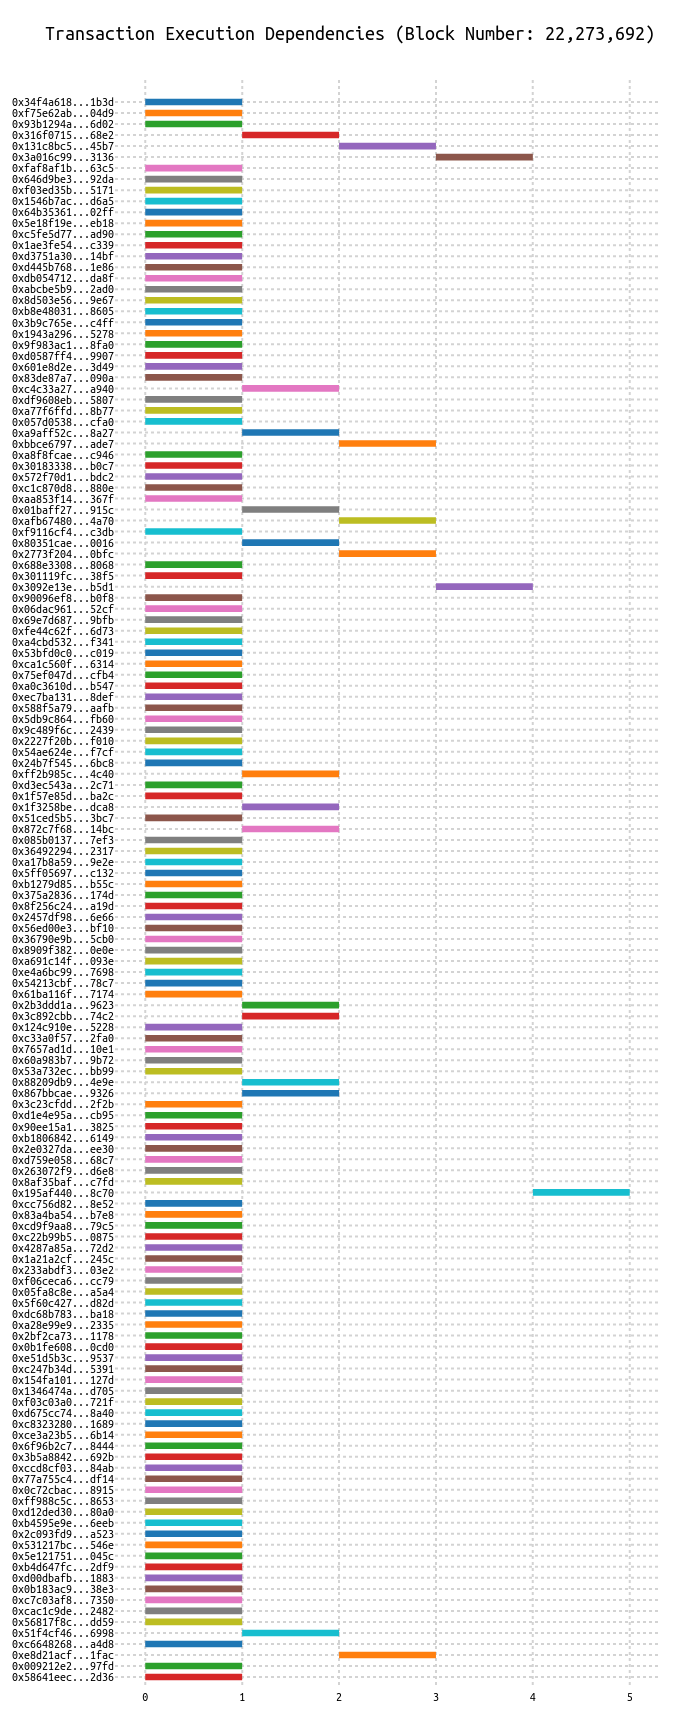 Transaction Execution Dependencies (Block Number: 22,273,692)
0x34f4a618...1b3d
0xf75e62ab...04d9
0x93b1294a...6d02
0x316f0715...68e2
0x131c8bc5...45b7
0x3a016c99...3136
0xfaf8af1b...63c5
0x646d9be3...92da
0xf03ed35b...5171
0x1546b7ac...d6a5
0x64b35361...02ff
0x5e18f19e...eb18
0xc5fe5d77...ad90
0x1ae3fe54...c339
0xd3751a30...14bf
0xd445b768...1e86
0xdb054712...da8f
0xabcbe5b9...2ad0
0x8d503e56...9e67
0xb8e48031...8605
0x3b9c765e...c4ff
0x1943a296...5278
0x9f983ac1...8fa0
0xd0587ff4...9907
0x601e8d2e...3d49
0x83de87a7...090a
0xc4c33a27...a940
0xdf9608eb...5807
0xa77f6ffd...8b77
0x057d0538...cfa0
0xa9aff52c...8a27
0xbbce6797...ade7
0xa8f8fcae...c946
0x30183338...b0c7
0x572f70d1...bdc2
0xc1c870d8...880e
0xaa853f14...367f
0x01baff27...915c
0xafb67480...4a70
0xf9116cf4...c3db
0x80351cae...0016
0x2773f204...0bfc
0x688e3308...8068
0x301119fc...38f5
0x3092e13e...b5d1
0x90096ef8...b0f8
0x06dac961...52cf
0x69e7d687...9bfb
0xfe44c62f...6d73
0xa4cbd532...f341
0x53bfd0c0...c019
0xca1c560f...6314
0x75ef047d...cfb4
0xa0c3610d...b547
0xec7ba131...8def
0x588f5a79...aafb
0x5db9c864...fb60
0x9c489f6c...2439
0x2227f20b...f010
0x54ae624e...f7cf
0x24b7f545...6bc8
0xff2b985c...4c40
0xd3ec543a...2c71
0x1f57e85d...ba2c
0x1f3258be...dca8
0x51ced5b5...3bc7
0x872c7f68...14bc
0x085b0137...7ef3
0x36492294...2317
0xa17b8a59...9e2e
0x5ff05697...c132
0xb1279d85...b55c
0x375a2836...174d
0x8f256c24...a19d
0x2457df98...6e66
0x56ed00e3...bf10
0x36790e9b...5cb0
0x8909f382...0e0e
0xa691c14f...093e
0xe4a6bc99...7698
0x54213cbf...78c7
0x61ba116f...7174
0x2b3ddd1a...9623
0x3c892cbb...74c2
0x124c910e...5228
0xc33a0f57...2fa0
0x7657ad1d...10e1
0x60a983b7...9b72
0x53a732ec...bb99
0x88209db9...4e9e
0x867bbcae...9326
0x3c23cfdd...2f2b
0xd1e4e95a...cb95
0x90ee15a1...3825
0xb1806842...6149
0x2e0327da...ee30
0xd759e058...68c7
0x263072f9...d6e8
0x8af35baf...c7fd
0x195af440...8c70
0xcc756d82...8e52
0x83a4ba54...b7e8
0xcd9f9aa8...79c5
0xc22b99b5...0875
0x4287a85a...72d2
0x1a21a2cf...245c
0x233abdf3...03e2
0xf06ceca6...cc79
0x05fa8c8e...a5a4
0x5f60c427...d82d
0xdc68b783...ba18
0xa28e99e9...2335
0x2bf2ca73...1178
0x0b1fe608...0cd0
0xe51d5b3c...9537
0xc247b34d...5391
0x154fa101...127d
0x1346474a...d705
0xf03c03a0...721f
0xd675cc74...8a40
0xc8323280...1689
0xce3a23b5...6b14
0x6f96b2c7...8444
0x3b5a8842...692b
0xccd8cf03...84ab
0x77a755c4...df14
0x0c72cbac...8915
0xff988c5c...8653
0xd12ded30...80a0
0xb4595e9e...6eeb
0x2c093fd9...a523
0x531217bc...546e
0x5e121751...045c
0xb4d647fc...2df9
0xd00dbafb...1883
0x0b183ac9...38e3
0xc7c03af8...7350
0xcac1c9de...2482
0x56817f8c...dd59
0x51f4cf46...6998
0xc6648268...a4d8
0xe8d21acf...1fac
0x009212e2...97fd
0x58641eec...2d36
0 1 2 3 4 5